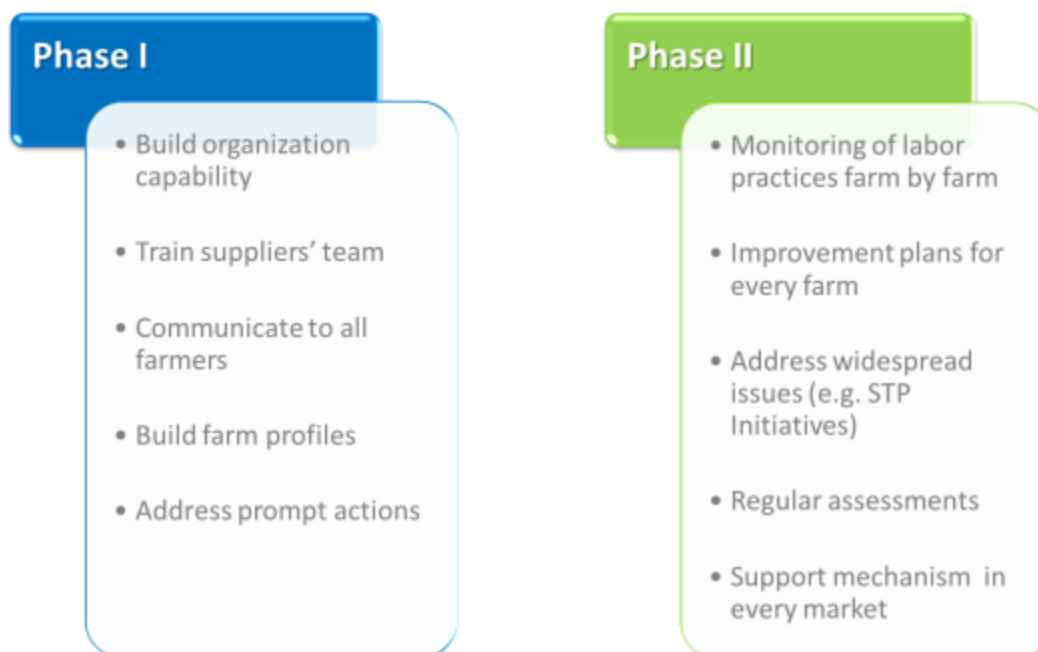 Phase I
• Build organization
capability
• Train suppliers’ team
• Communicate to all
farmers
• Build farm profiles
• Address prompt actions
Phase II
• Monitoring of labor
practices farm by farm
• Improvement plans for
every farm
• Address widespread
issues (e.g. STP
Initiatives)
• Regular assessments
• Support mechanism in
every market